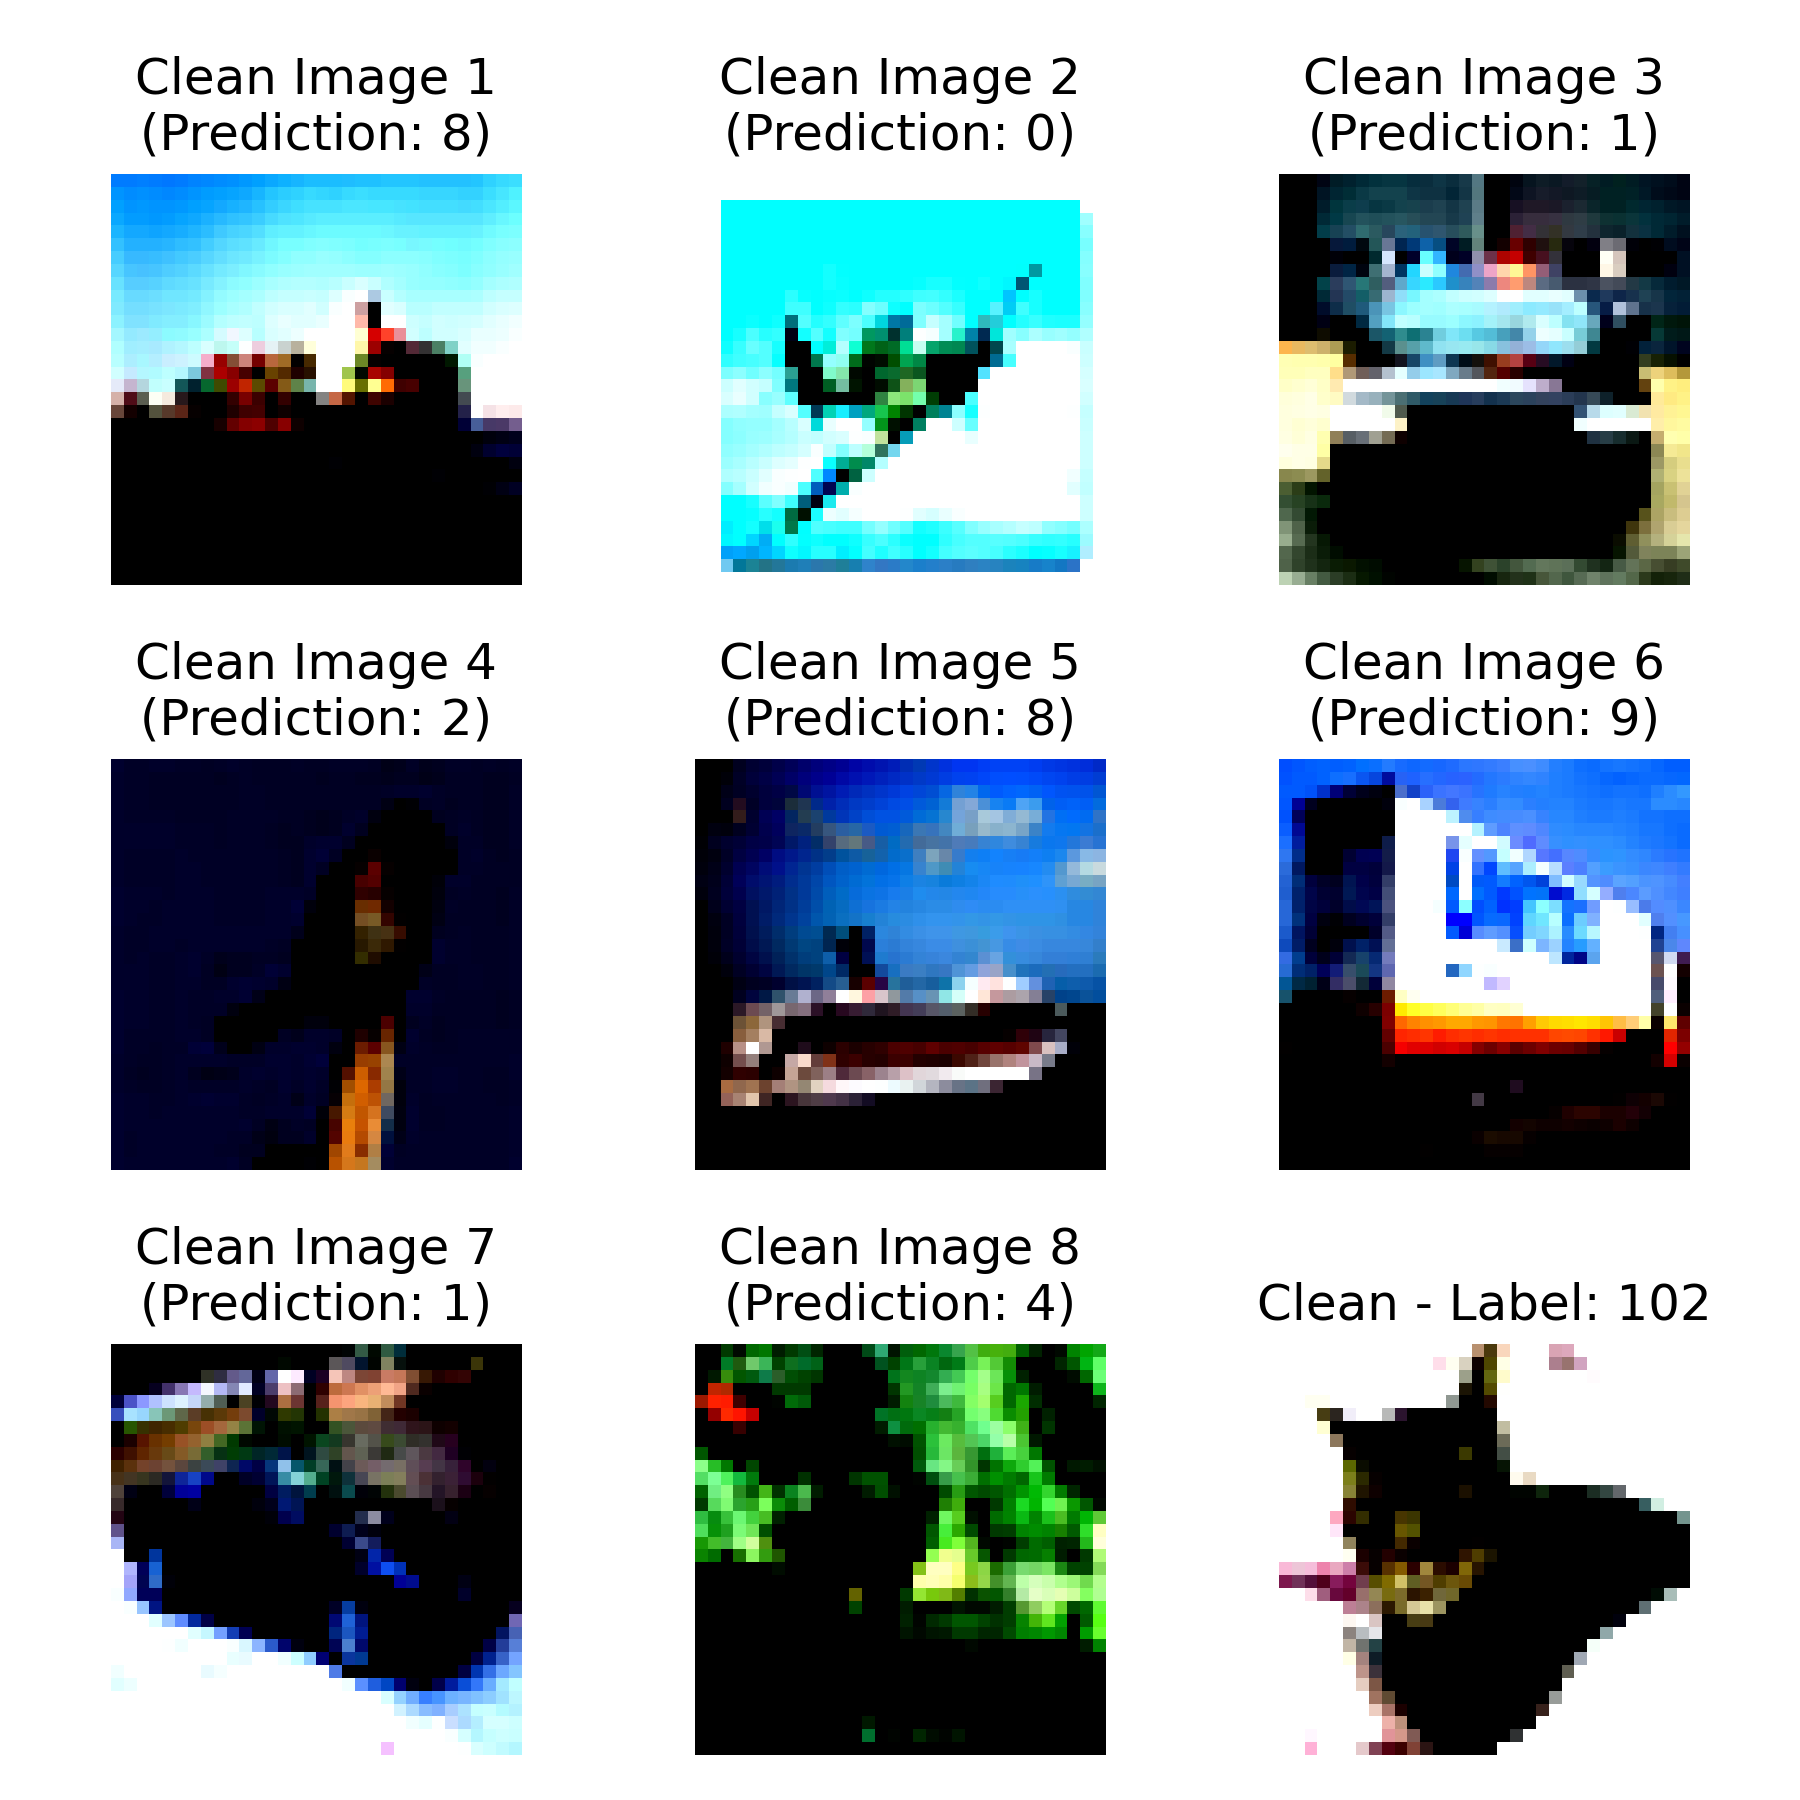 Clean Image 1
(Prediction: 8)
Clean Image 2
(Prediction: 0)
Clean Image 3
(Prediction: 1)
Clean Image 4
(Prediction: 2)
Clean Image 5
(Prediction: 8)
Clean Image 6
(Prediction: 9)
Clean Image 7
(Prediction: 1)
Clean Image 8
(Prediction: 4)
Clean - Label: 102